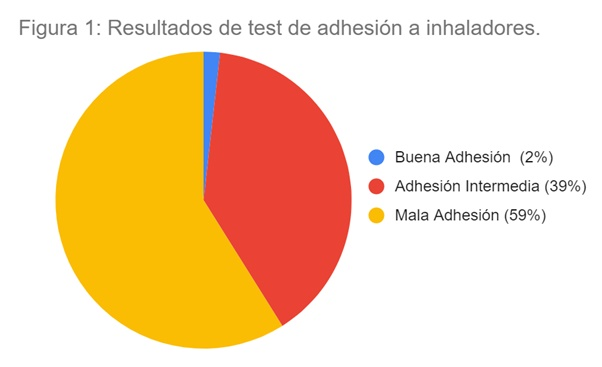 Figura 1: Resultados de test de adhesión a inhaladores.
Buena Adhesión (2%)
Adhesión Intermedia (39%)
Mala Adhesión (59%)